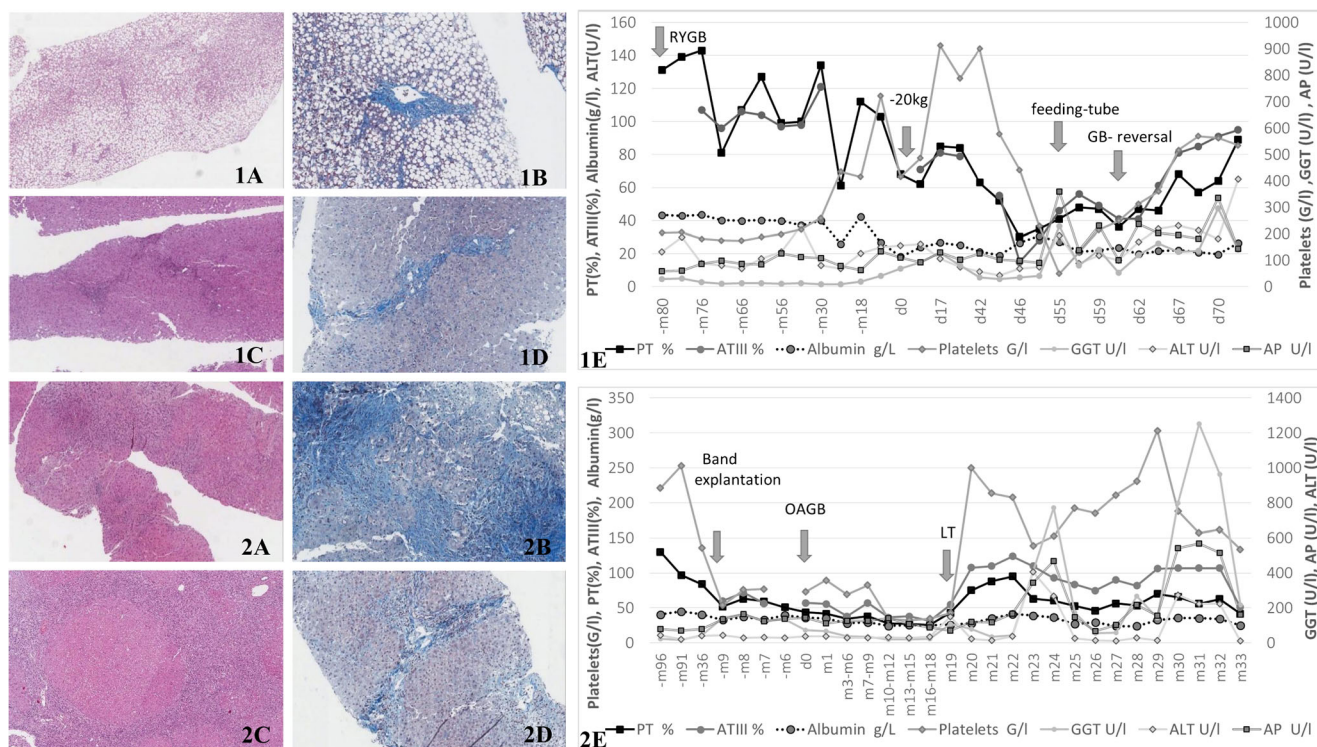 1A
1B
1C
1D
2A
2B
2C
2D
PT(%), ATIII(%), Albumin(g/l), ALT(U/l)
160
140
120
100
80
60
40
20
0
RYGB
-20kg
feeding-tube
GB- reversal
1000
900
800
700
600
500
400
300
200
100
0
Platelets (G/l) ,GGT (U/l), AP (U/l)
-m80
-m76
-m66
-m56
-m30
-m18
d0
d17
d42
d46
d55
d59
d62
d67
d70
1E
PT %
ATIII %
Albumin g/L
Platelets G/l
GGT U/l
ALT U/l
AP U/l
Platelets(G/l), PT(%), ATIII(%), Albumin(g/l)
350
300
250
200
150
100
50
0
Band
explantation
OAGB
LT
1400
1200
1000
800
600
400
200
0
GGT (U/l), AP (U/l), ALT (U/l)
-m96
-m91
-m36
-m9
-m8
-m7
-m6
d0
m1
m3-m6
m7-m9
m10-m12
m13-m15
m16-m18
m19
m20
m21
m22
m23
m24
m25
m26
m27
m28
m29
m30
m31
m32
m33
2E
PT %
ATIII %
Albumin g/L
Platelets G/l
GGT U/l
ALT U/l
AP U/l